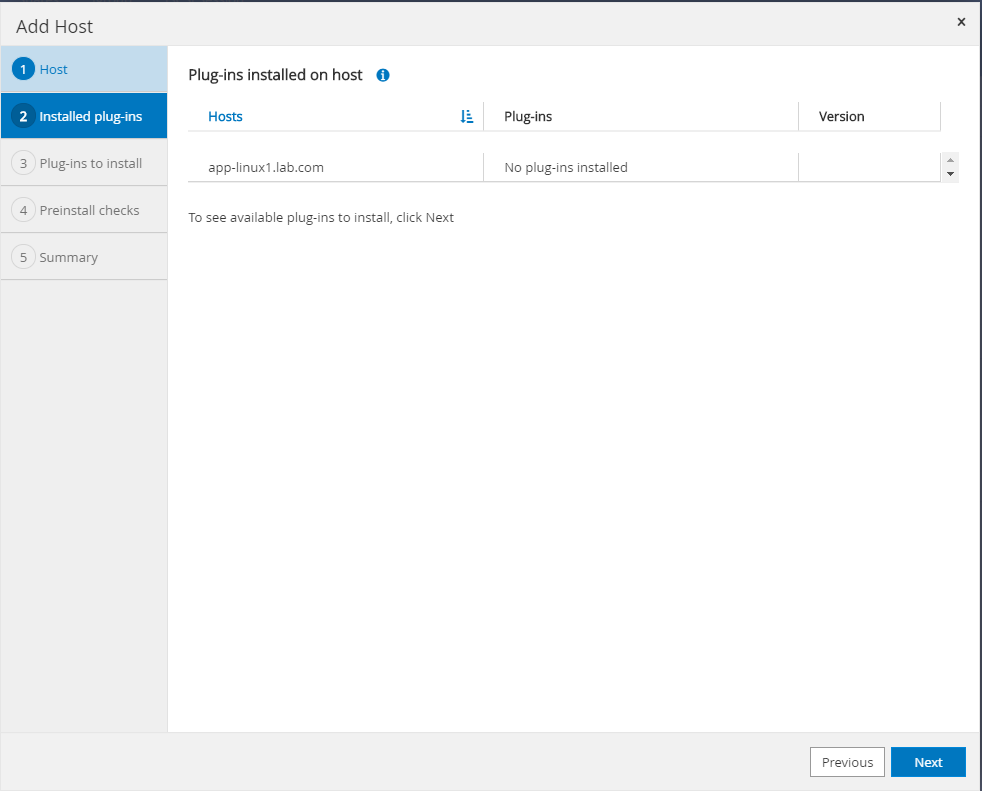 Add Host
×
1 Host
2 Installed plug-ins
3 Plug-ins to install
4 Preinstall checks
5 Summary
Plug-ins installed on host i
Hosts Plug-ins Version
app-linux1.lab.com No plug-ins installed
To see available plug-ins to install, click Next
Previous Next